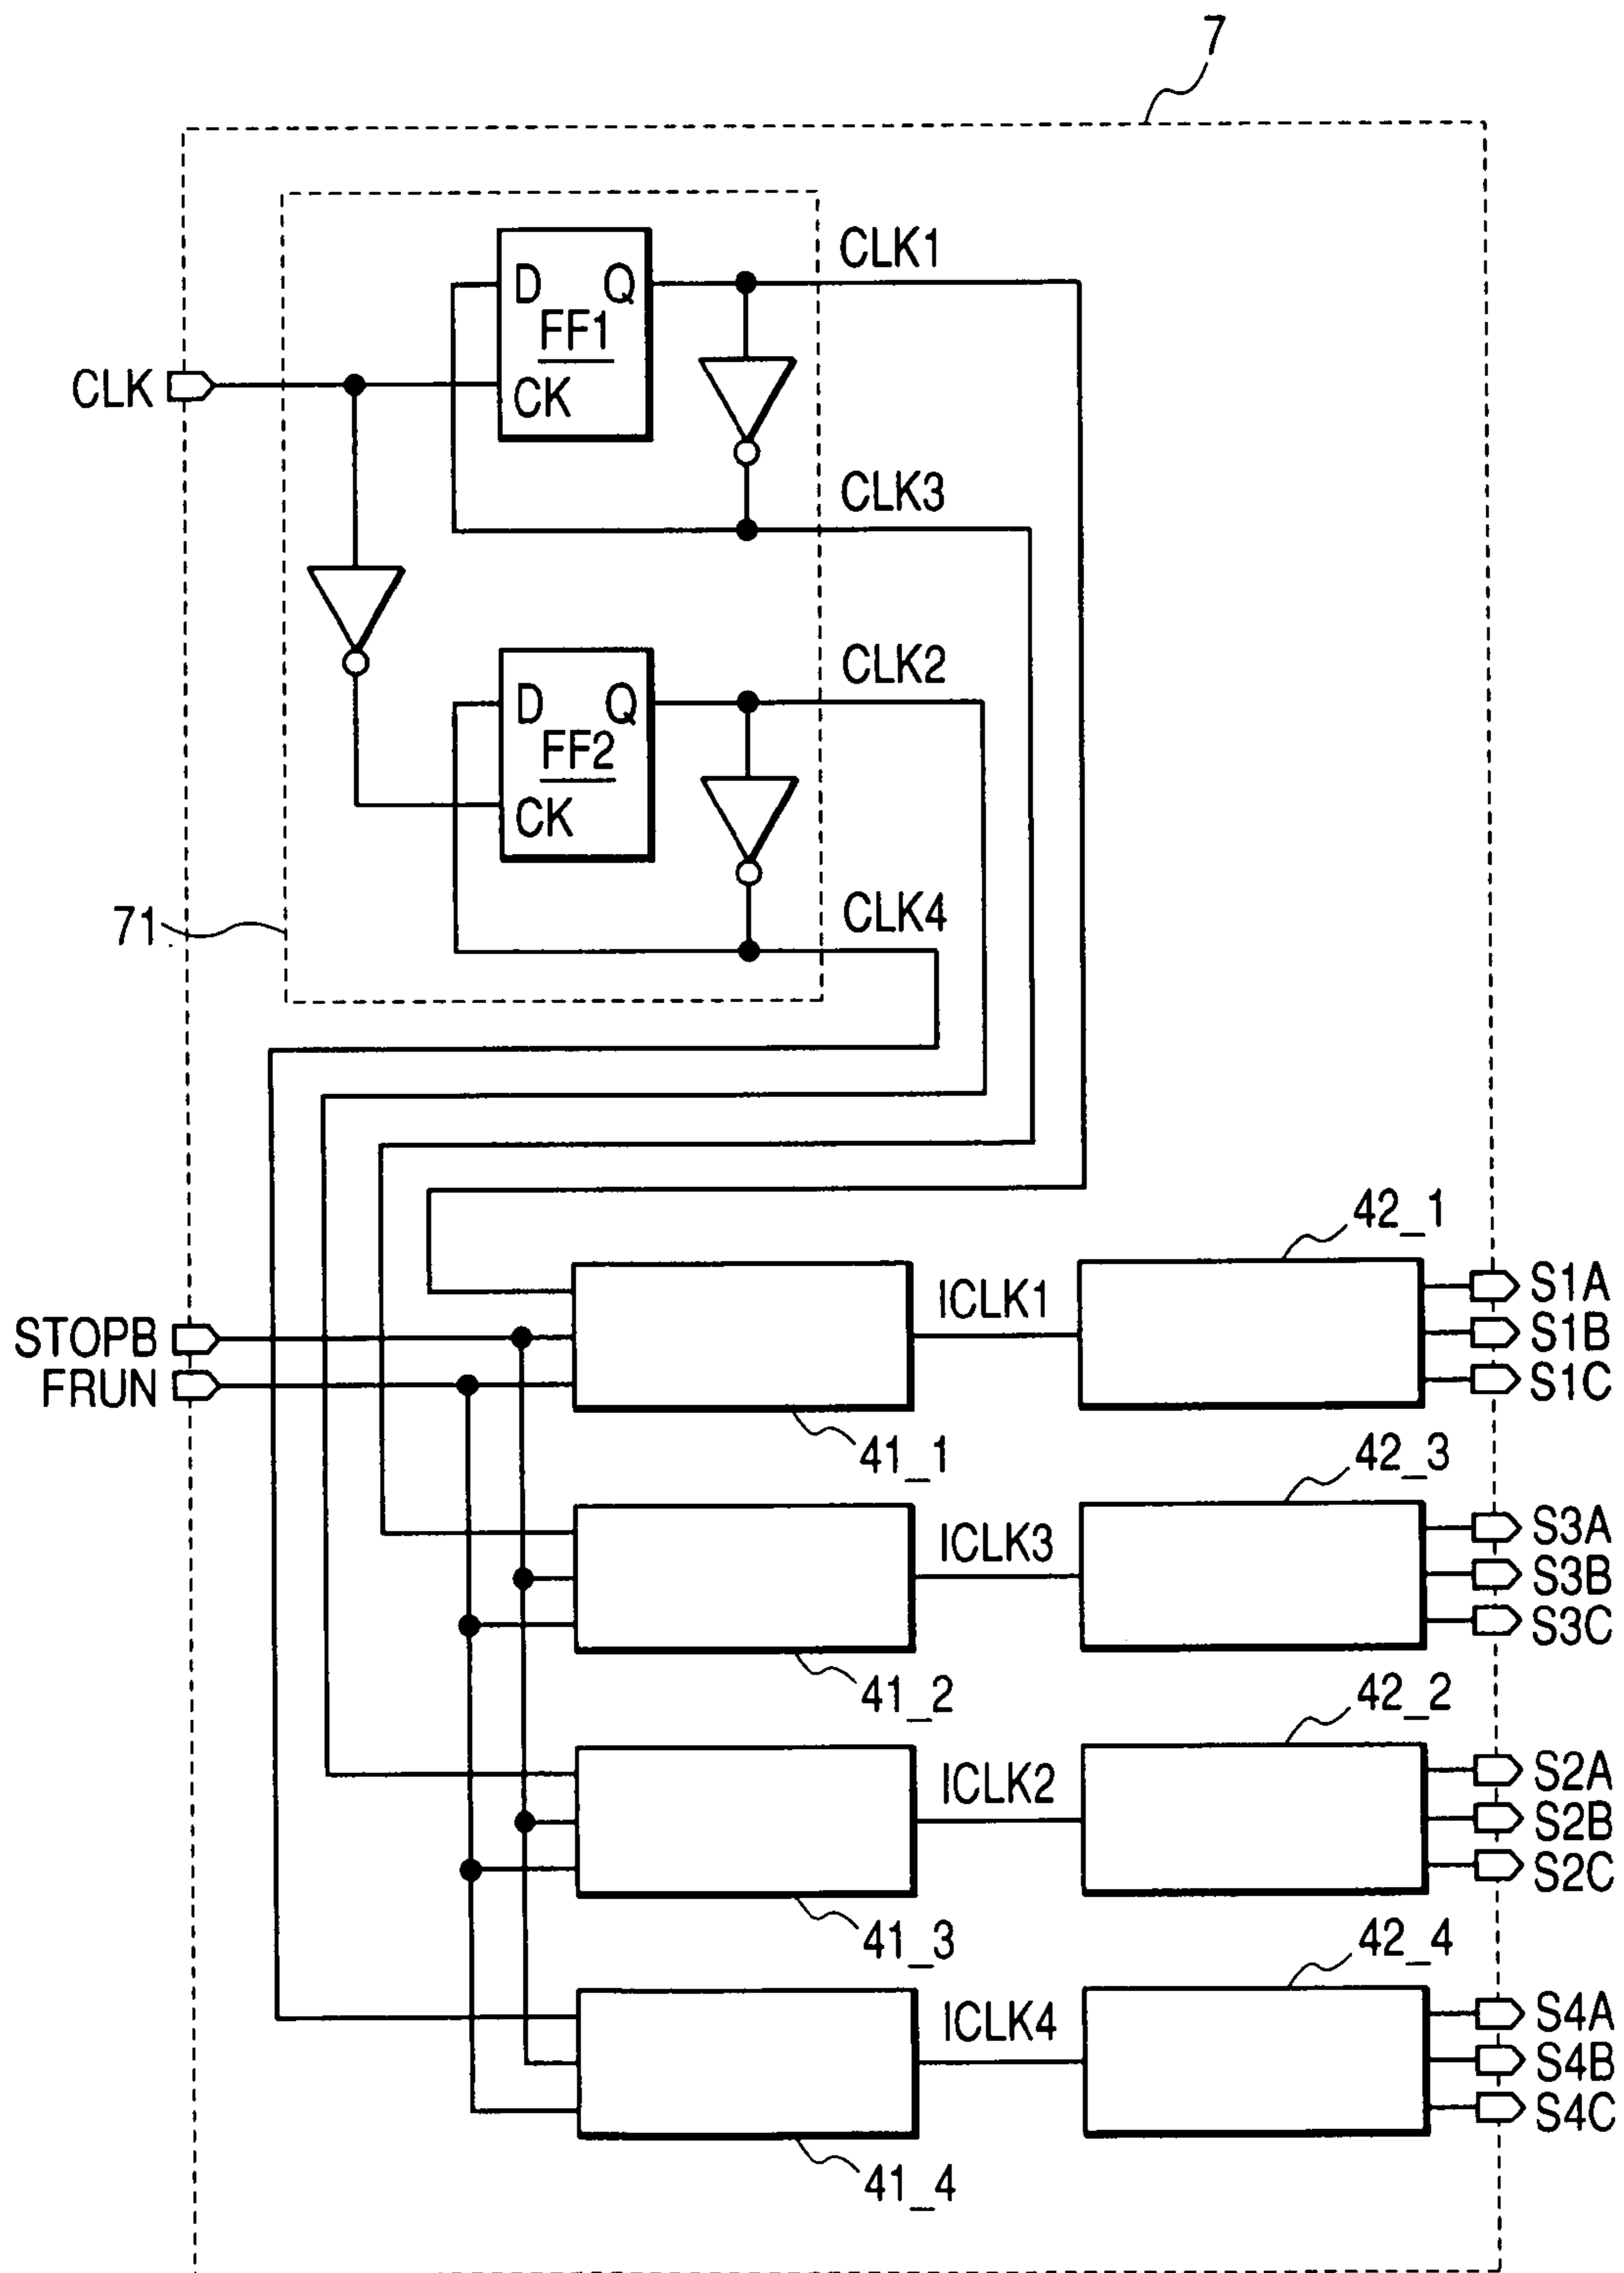 7
CLK1
D Q
FF1
CLK
CK
CLK3
CLK2
D Q
FF2
CK
71
CLK4
42_1
S1A
ICLK1
STOPB
S1B
FRUN
S1C
41_1
42_3
S3A
ICLK3
S3B
S3C
41_2
42_2
S2A
ICLK2
S2B
S2C
41_3
42_4
S4A
ICLK4
S4B
S4C
41_4